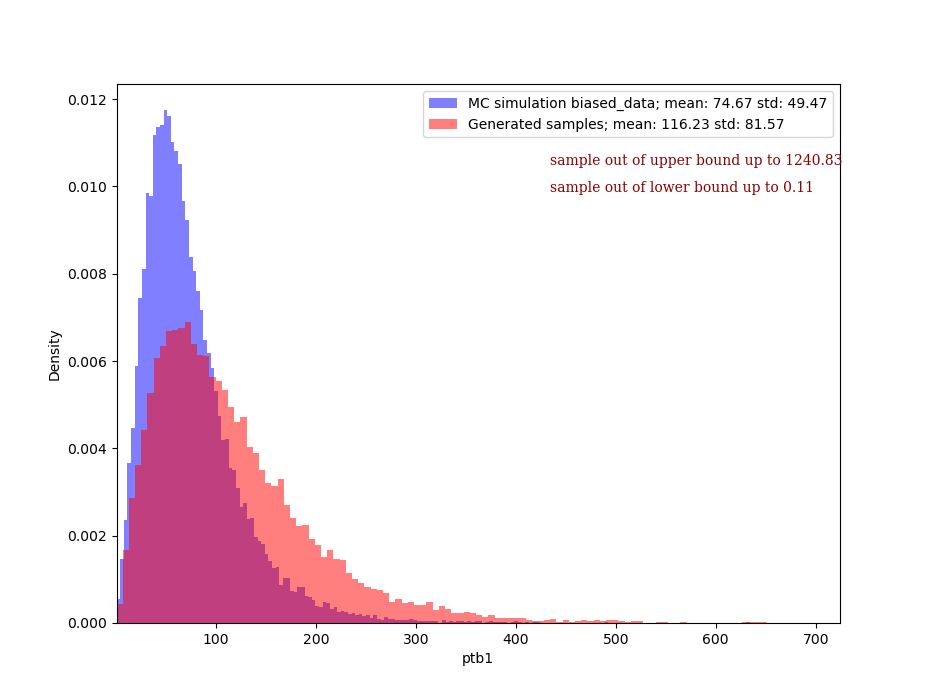 MC simulation biased_data; mean: 74.67 std: 49.47
Generated samples; mean: 116.23 std: 81.57
sample out of upper bound up to 1240.83
sample out of lower bound up to 0.11
0.012
0.010
0.008
0.006
0.004
0.002
0.000
Density
100 200 300 400 500 600 700
ptb1